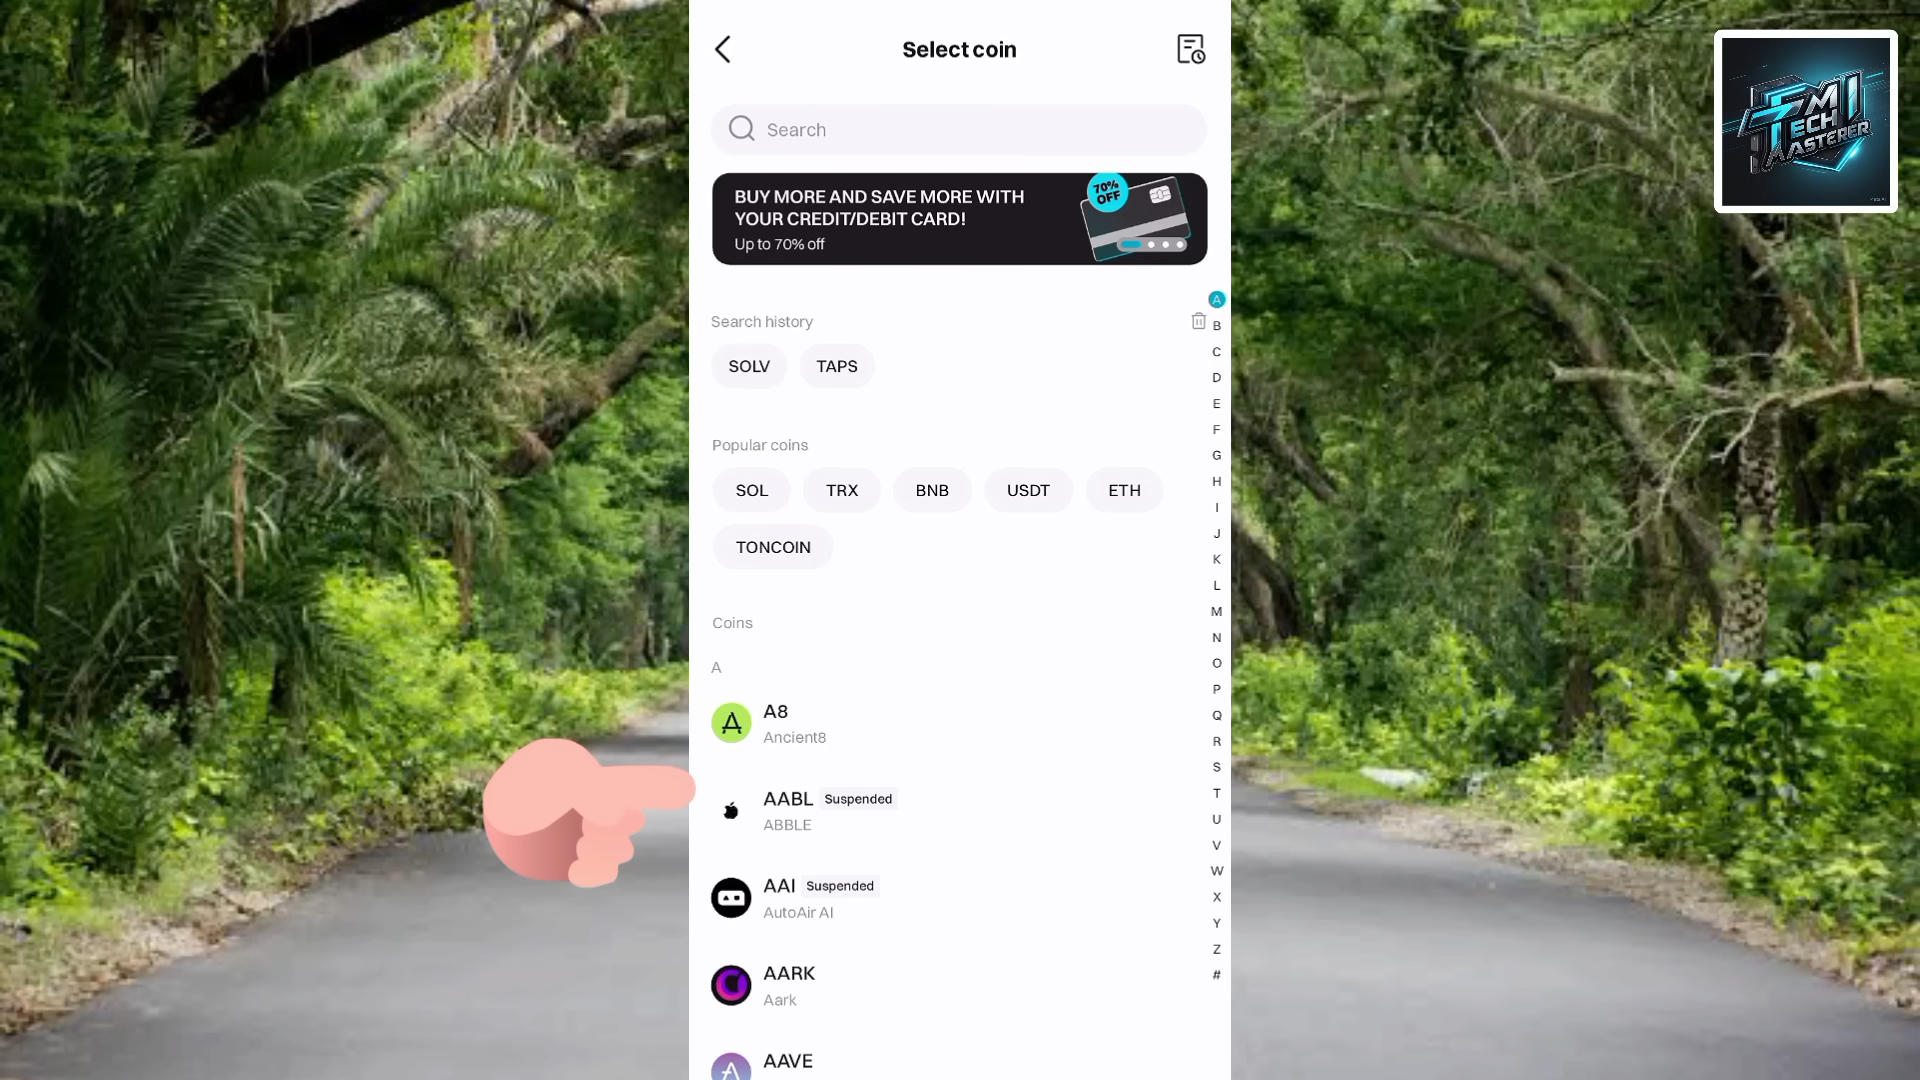 Select coin
Search
BUY MORE AND SAVE MORE WITH
YOUR CREDIT/DEBIT CARD!
Up to 70% off
70%
OFF
Search history
SOLV
TAPS
Popular coins
SOL
TRX
BNB
USDT
ETH
TONCOIN
Coins
A
A8
Ancient8
AABL
Suspended
ABBLE
AAI
Suspended
AutoAir AI
AARK
Aark
AAVE
A
B
C
D
E
F
G
H
I
J
K
L
M
N
O
P
Q
R
S
T
U
V
W
X
Y
Z
#
TECH
MASTERER